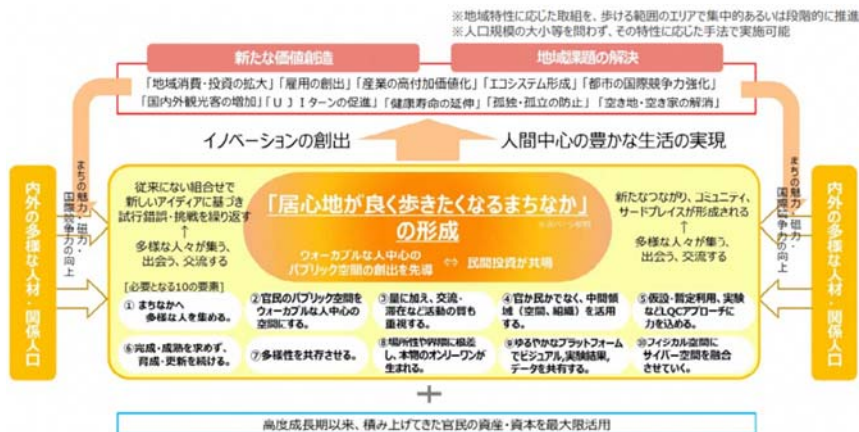 ※地域特性に応じた取組を、歩ける範囲のエリアで集中的あるいは段階的に推進
※人口規模の大小等を問わず、その特性に応じた手法で実施可能
新たな価値創造
地域課題の解決
「地域消費・投資の拡大」「雇用の創出」「産業の高付加価値化」「エコシステム形成」「都市の国際競争力強化」
「国内外観光客の増加」「UJIターンの促進」「健康寿命の延伸」「孤独・孤立の防止」「空き地・空き家の解消」
イノベーションの創出
人間中心の豊かな生活の実現
内外の多様な人材・関係人口
まちの魅力・磁力・
国際競争力の向上
従来にない組合せで
新しいアイディアに基づき
試行錯誤・挑戦を繰り返す
↑
多様な人々が集う、
出会う、交流する
「居心地が良く歩きたくなるまちなか」
の形成
ウォーカブルな人中心の
パブリック空間の創出を先導
⇔
民間投資が共鳴
新たなつながり、コミュニティ、
サードプレイスが形成される
↑
多様な人々が集う、
出会う、交流する
まちの魅力・磁力・
国際競争力の向上
内外の多様な人材・関係人口
[必要となる10の要素]
① まちなかへ
多様な人を集める。
②官民のパブリック空間を
ウォーカブルな人中心の
空間にする。
③量に加え、交流・
滞在など活動の質も
重視する。
④官か民かでなく、中間領
域（空間、組織）を活用
する。
⑤仮設・暫定利用、実験
などLQCアプローチに
力を込める。
⑥完成・成熟を求めず、
育成・更新を続ける。
⑦多様性を共存させる。
⑧場所性や界隈に根差
し、本物のオンリーワンが
生まれる。
⑨ゆるやかなプラットフォーム
でビジュアル,実験結果,
データを共有する。
⑩フィジカル空間に
サイバー空間を融合
させていく。
＋
高度成長期以来、積み上げてきた官民の資産・資本を最大限活用